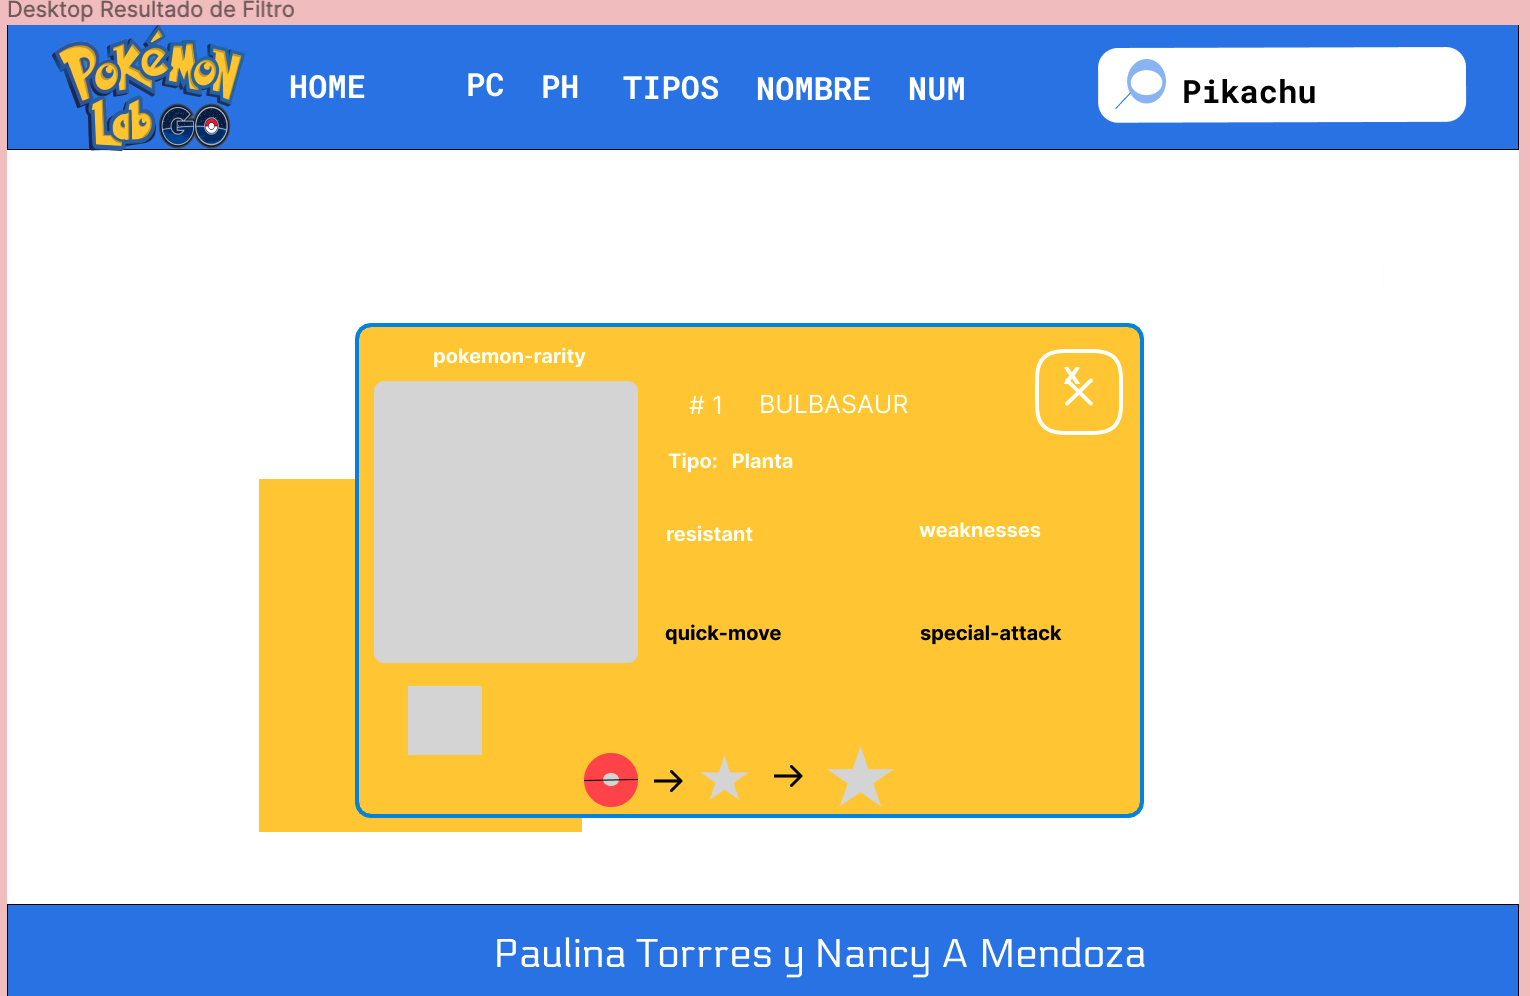 Desktop Resultado de Filtro
POKéMON
Lab GO
HOME PC PH TIPOS NOMBRE NUM
Pikachu
pokemon-rarity
x
# 1 BULBASAUR
Tipo: Planta
resistant weaknesses
quick-move special-attack
Paulina Torrres y Nancy A Mendoza